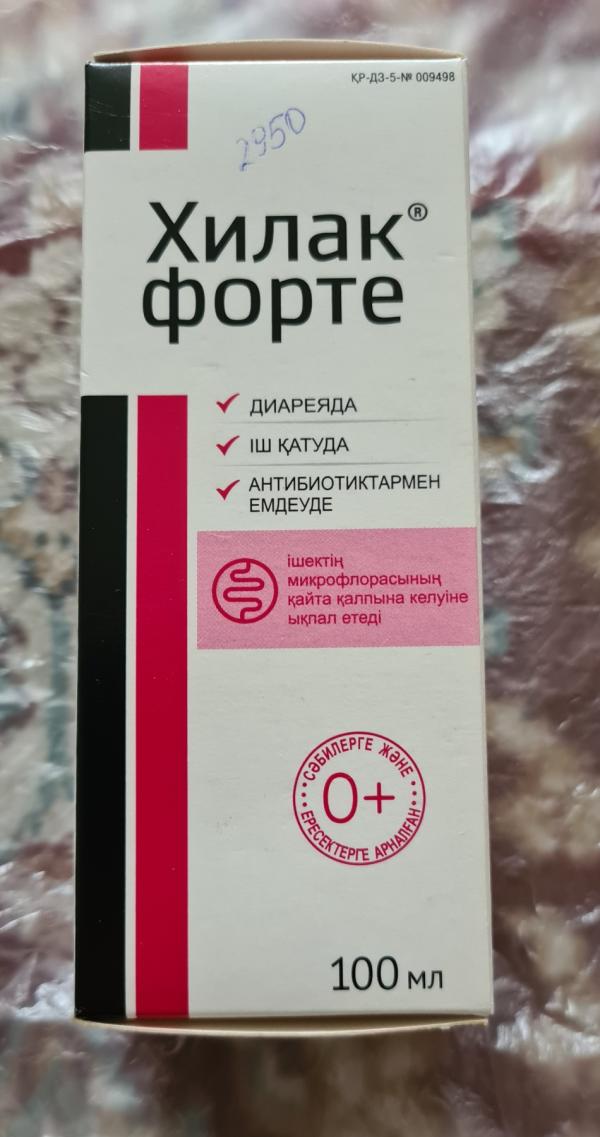 ҚР-ДЗ-5-№ 009498
2950
Хилак®
форте
ДИАРЕЯДА
ІШ ҚАТУДА
АНТИБИОТИКТАРМЕН
ЕМДЕУДЕ
ішектің
микрофлорасының
қайта қалпына келуіне
ықпал етеді
СӘБИЛЕРГЕ ЖӘНЕ
0+
ЕРЕСЕКТЕРГЕ АРНАЛҒАН
100 мл